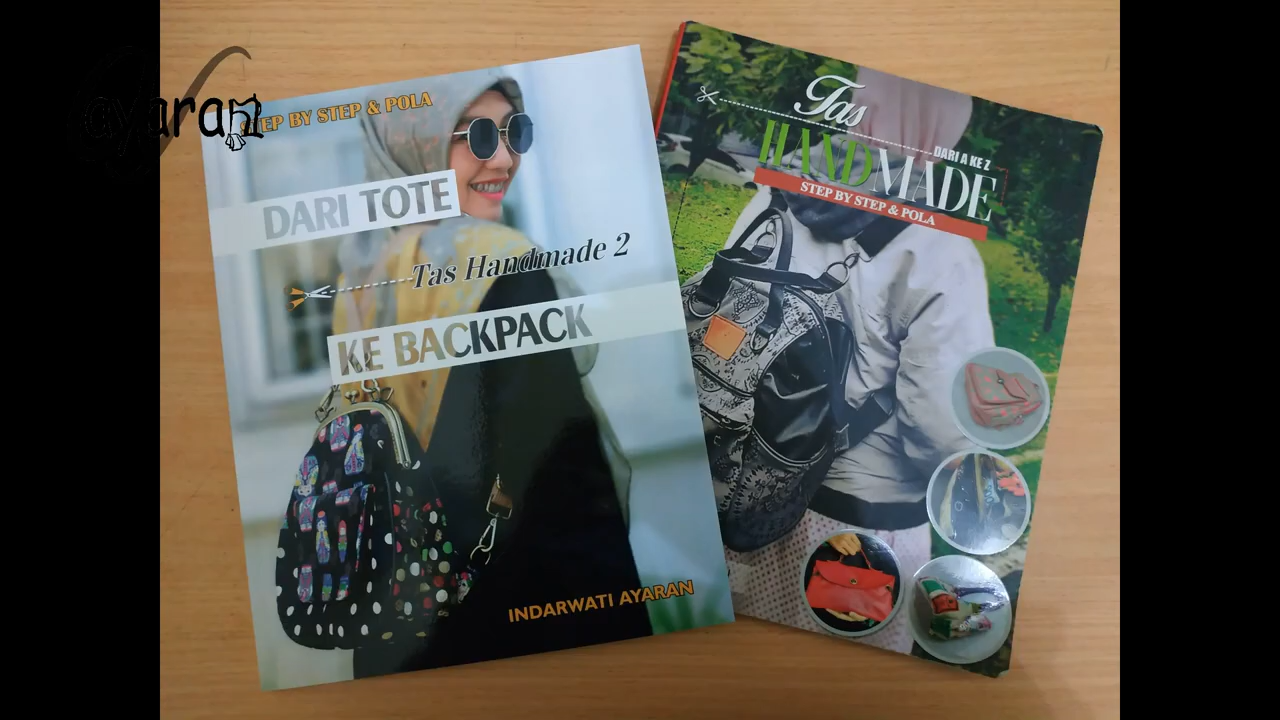 ayaran
STEP BY STEP & POLA
DARI TOTE
Tas Handmade 2
KE BACKPACK
INDARWATI AYARAN
Tas
HANDMADE
DARI A KE Z
STEP BY STEP & POLA